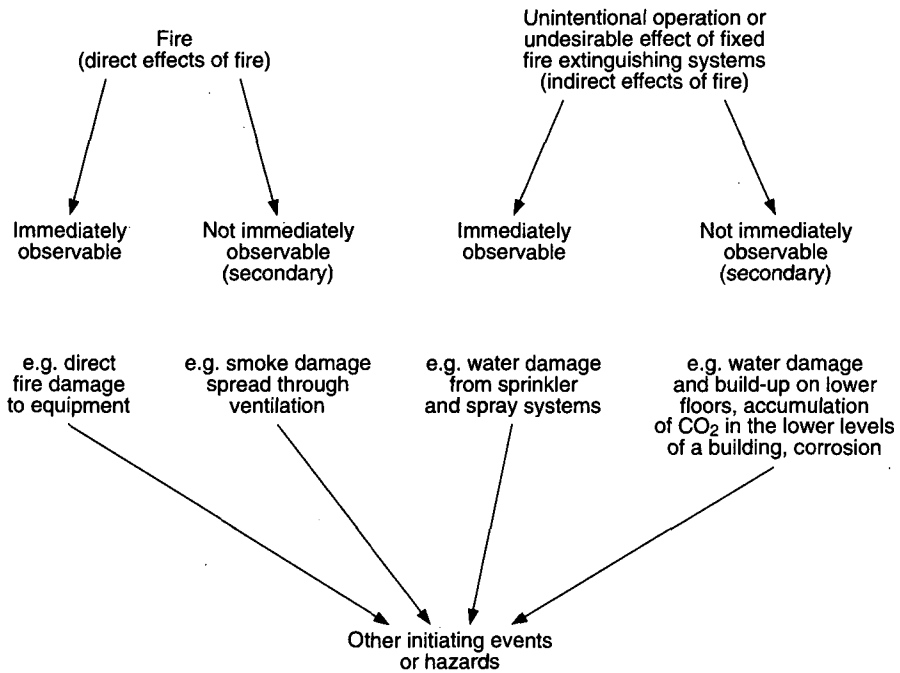 Fire
(direct effects of fire)
Unintentional operation or
undesirable effect of fixed
fire extinguishing systems
(indirect effects of fire)
Immediately
observable
Not immediately
observable
(secondary)
Immediately
observable
Not immediately
observable
(secondary)
e.g. direct
fire damage
to equipment
e.g. smoke damage
spread through
ventilation
e.g. water damage
from sprinkler
and spray systems
e.g. water damage
and build-up on lower
floors, accumulation
of CO2 in the lower levels
of a building, corrosion
Other initiating events
or hazards